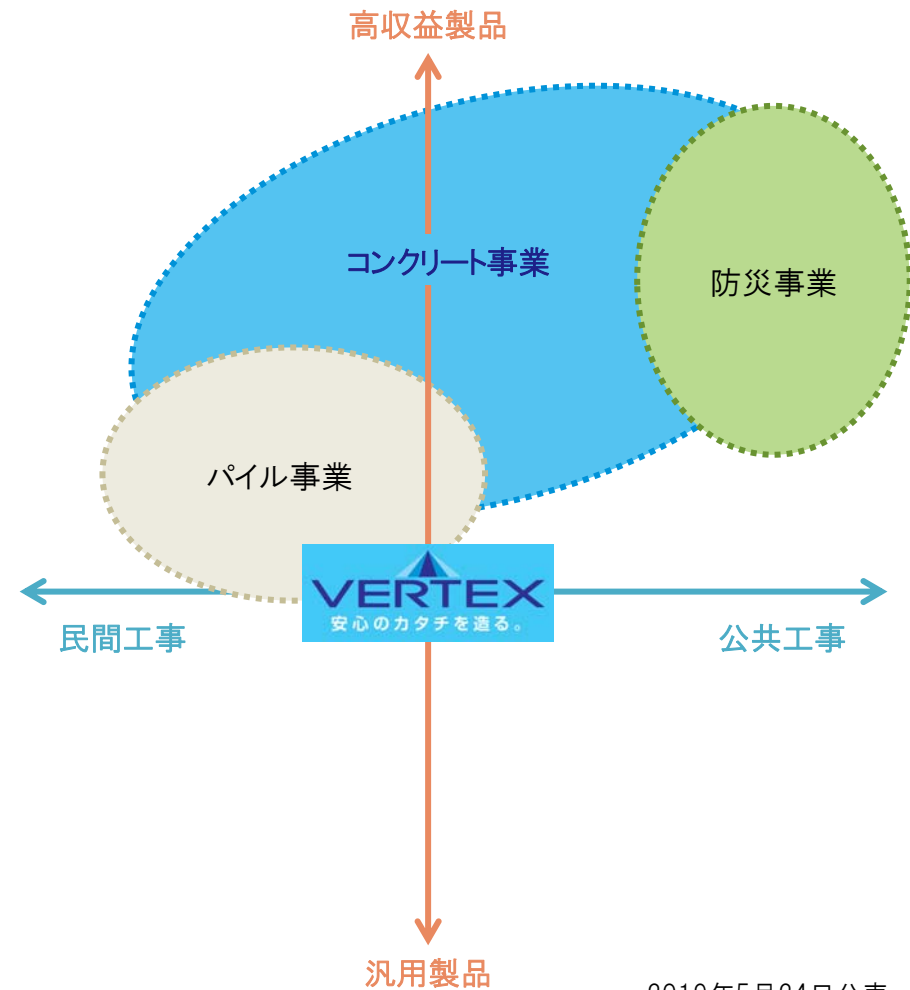 高収益製品
コンクリート事業
防災事業
パイル事業
VERTEX
安心のカタチを造る。
民間工事
公共工事
汎用製品